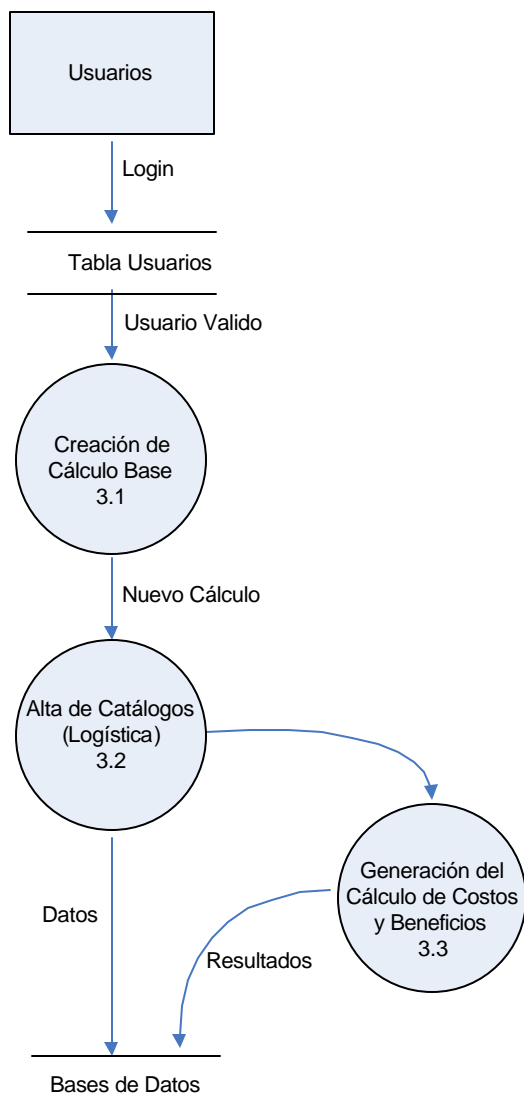 Usuarios
Login
Tabla Usuarios
Usuario Valido
Creación de
Cálculo Base
3.1
Nuevo Cálculo
Alta de Catálogos
(Logística)
3.2
Generación del
Cálculo de Costos
y Beneficios
3.3
Datos
Resultados
Bases de Datos